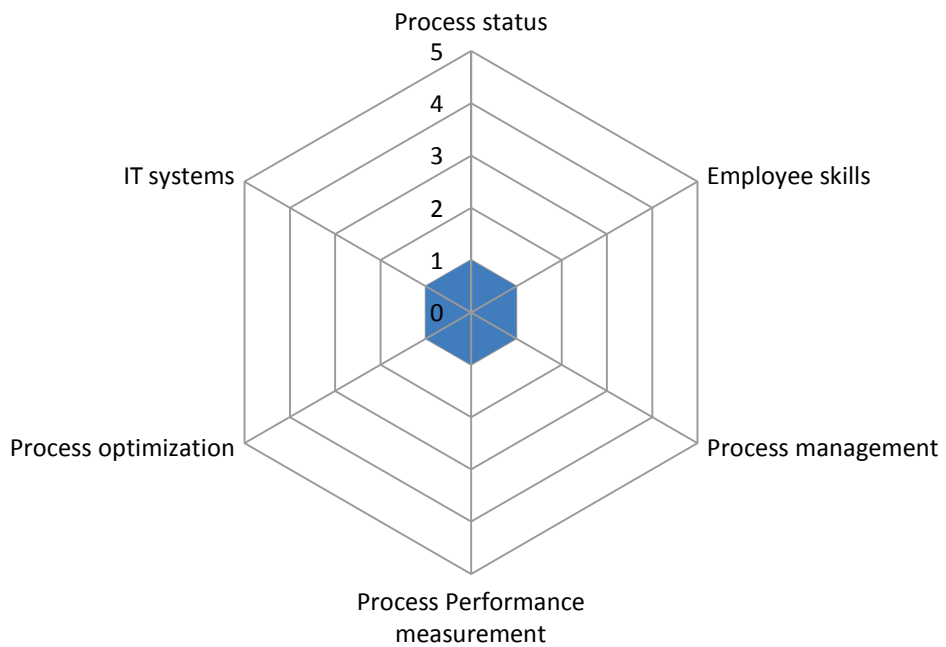 Process status
5
4
3
IT systems
Employee skills
2
1
0
Process optimization
Process management
Process Performance
measurement